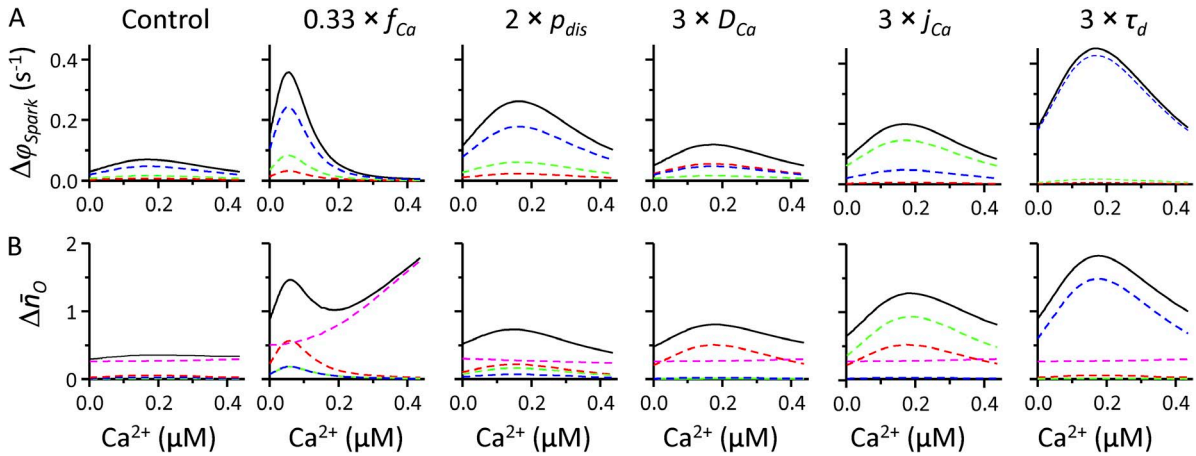 A Control 0.33 × f_Ca 2 × p_dis 3 × D_Ca 3 × j_Ca 3 × τ_d
Δφ_Spark (s⁻¹)
0.4
0.2
0.0
0.0 0.2 0.4 0.0 0.2 0.4 0.0 0.2 0.4 0.0 0.2 0.4 0.0 0.2 0.4 0.0 0.2 0.4
B
Δn̄_O
2
1
0
0.0 0.2 0.4 0.0 0.2 0.4 0.0 0.2 0.4 0.0 0.2 0.4 0.0 0.2 0.4 0.0 0.2 0.4
Ca²⁺ (μM) Ca²⁺ (μM) Ca²⁺ (μM) Ca²⁺ (μM) Ca²⁺ (μM) Ca²⁺ (μM)